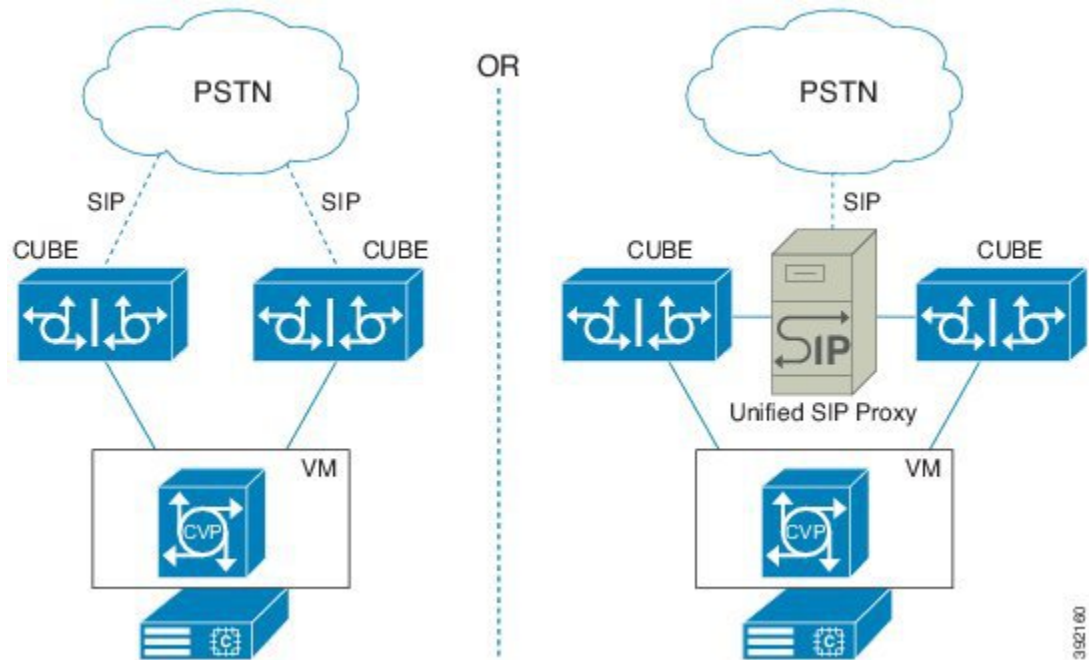 PSTN
OR
PSTN
SIP
SIP
SIP
CUBE
CUBE
CUBE
CUBE
SIP
Unified SIP Proxy
VM
VM
CVP
CVP
C
C
392160